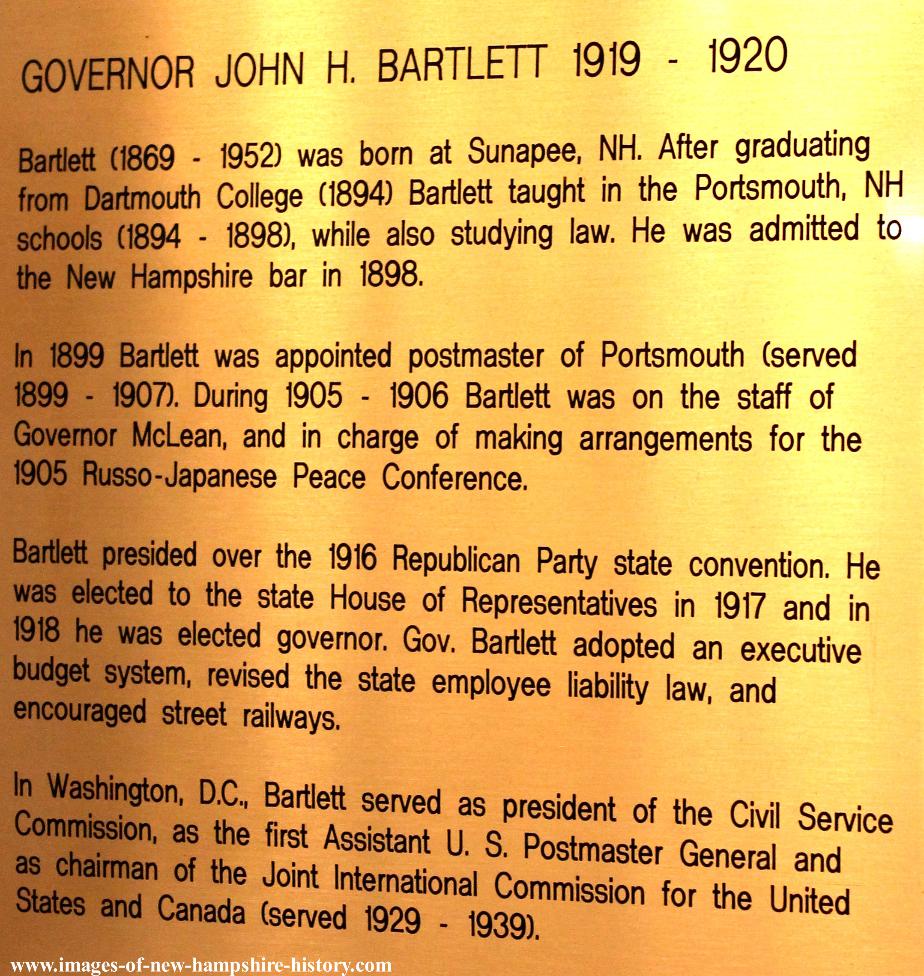 GOVERNOR JOHN H. BARTLETT 1919 - 1920
Bartlett (1869 - 1952) was born at Sunapee, NH. After graduating
from Dartmouth College (1894) Bartlett taught in the Portsmouth, NH
schools (1894 - 1898), while also studying law. He was admitted to
the New Hampshire bar in 1898.
In 1899 Bartlett was appointed postmaster of Portsmouth (served
1899 - 1907). During 1905 - 1906 Bartlett was on the staff of
Governor McLean, and in charge of making arrangements for the
1905 Russo-Japanese Peace Conference.
Bartlett presided over the 1916 Republican Party state convention. He
was elected to the state House of Representatives in 1917 and in
1918 he was elected governor. Gov. Bartlett adopted an executive
budget system, revised the state employee liability law, and
encouraged street railways.
In Washington, D.C., Bartlett served as president of the Civil Service
Commission, as the first Assistant U. S. Postmaster General and
as chairman of the Joint International Commission for the United
States and Canada (served 1929 - 1939).
www.images-of-new-hampshire-history.com